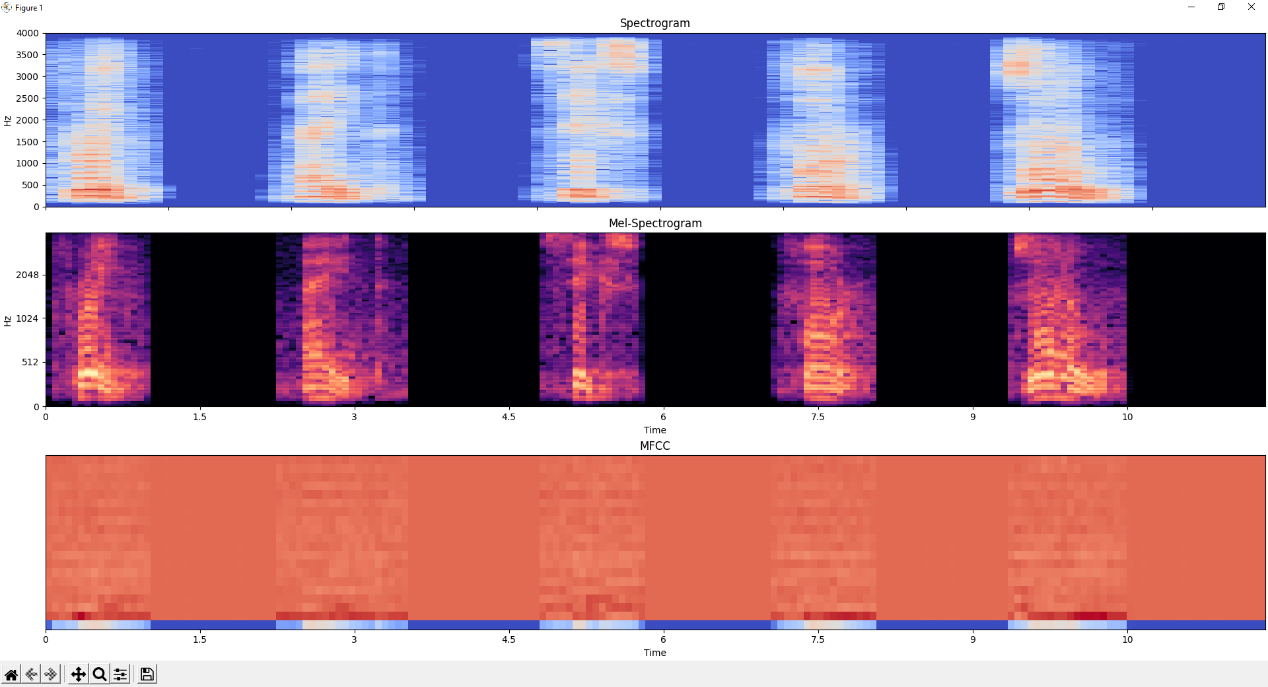 Figure 1
Spectrogram
4000
3500
3000
2500
2000
1500
1000
500
0
Hz
Mel-Spectrogram
2048
1024
512
0
Hz
0 1.5 3 4.5 6 7.5 9 10
Time
MFCC
0 1.5 3 4.5 6 7.5 9 10
Time